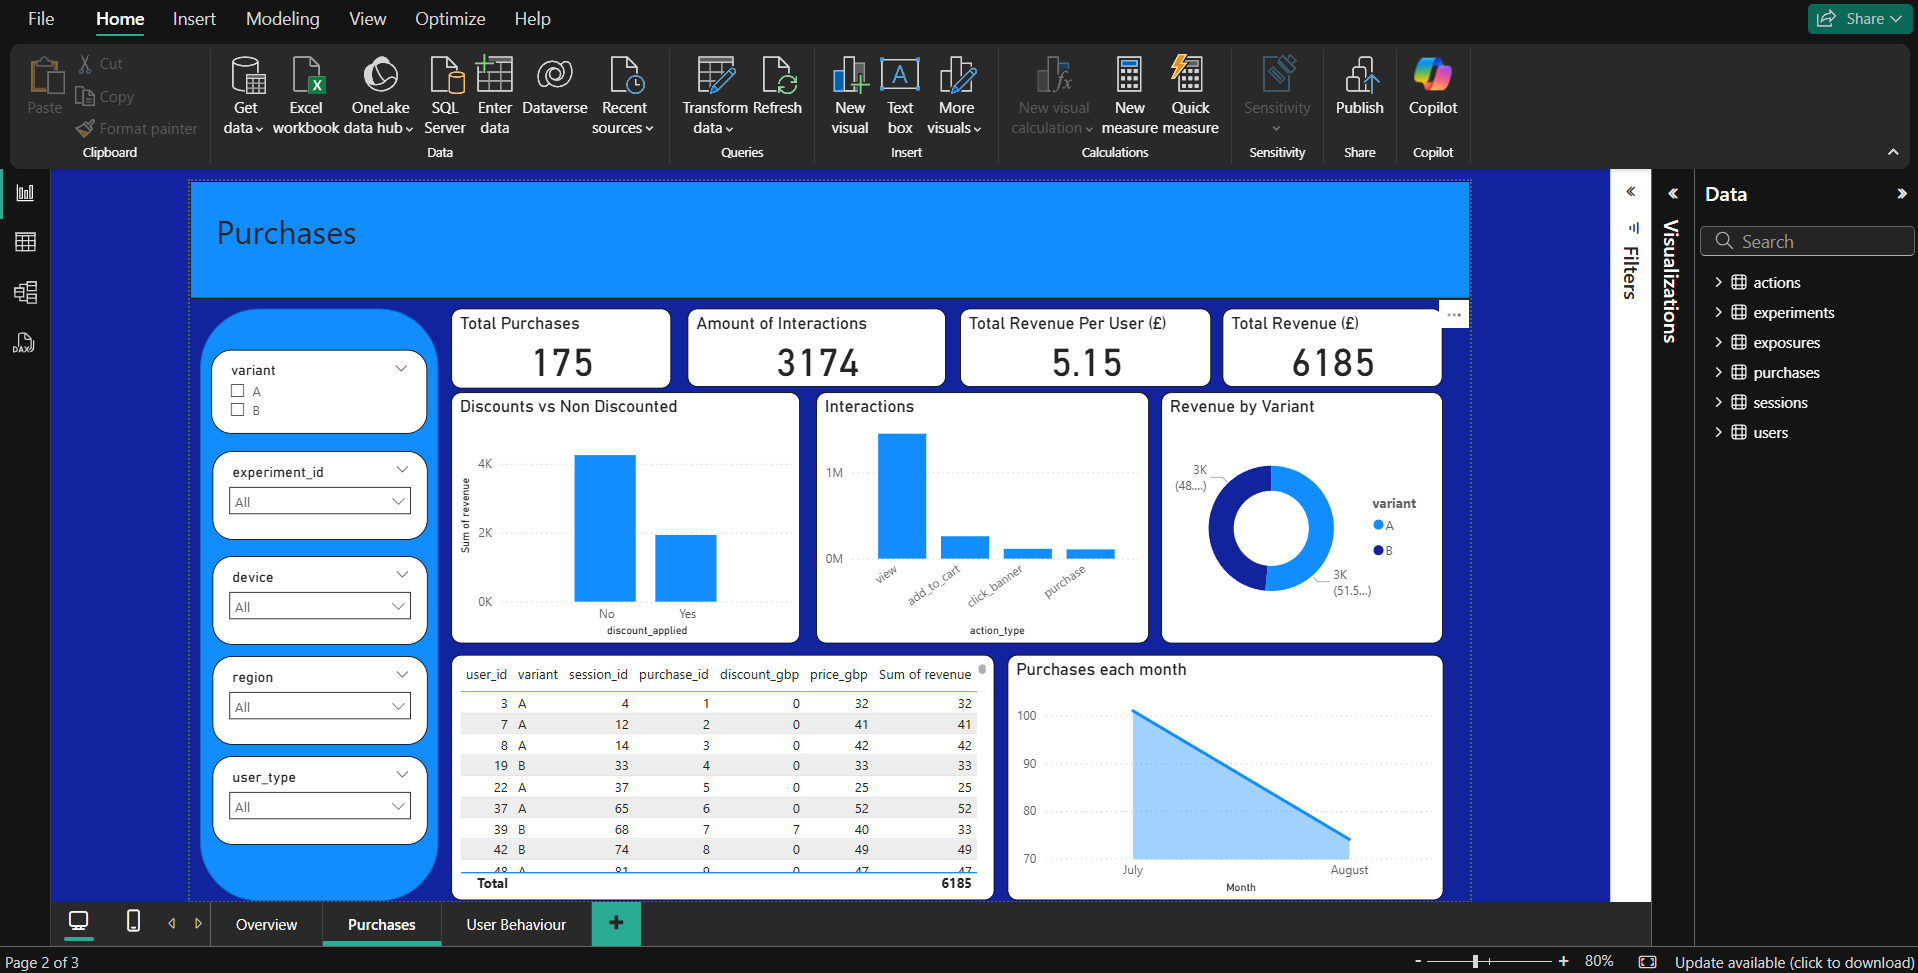 File Home Insert Modeling View Optimize Help
Share
Paste
Cut
Copy
Format painter
Clipboard
Get data
Excel workbook
OneLake data hub
SQL Server
Enter data
Dataverse
Recent sources
Data
Transform data
Refresh
Queries
New visual
Text box
More visuals
Insert
New visual calculation
New measure
Quick measure
Calculations
Sensitivity
Sensitivity
Publish
Share
Copilot
Copilot
DAX
Purchases
variant
A
B
experiment_id
All
device
All
region
All
user_type
All
Total Purchases
175
Amount of Interactions
3174
Total Revenue Per User (£)
5.15
Total Revenue (£)
6185
Discounts vs Non Discounted
Sum of revenue
4K
2K
0K
No Yes
discount_applied
Interactions
1M
0M
view add_to_cart click_banner purchase
action_type
Revenue by Variant
3K
(48....)
3K
(51.5...)
variant
A
B
user_id variant session_id purchase_id discount_gbp price_gbp Sum of revenue
3 A 4 1 0 32 32
7 A 12 2 0 41 41
8 A 14 3 0 42 42
19 B 33 4 0 33 33
22 A 37 5 0 25 25
37 A 65 6 0 52 52
39 B 68 7 7 40 33
42 B 74 8 0 49 49
48 A 81 9 0 47 47
Total 6185
Purchases each month
100
90
80
70
July August
Month
Filters
Visualizations
Data
Search
actions
experiments
exposures
purchases
sessions
users
Overview Purchases User Behaviour
Page 2 of 3
- + 80% Update available (click to download)